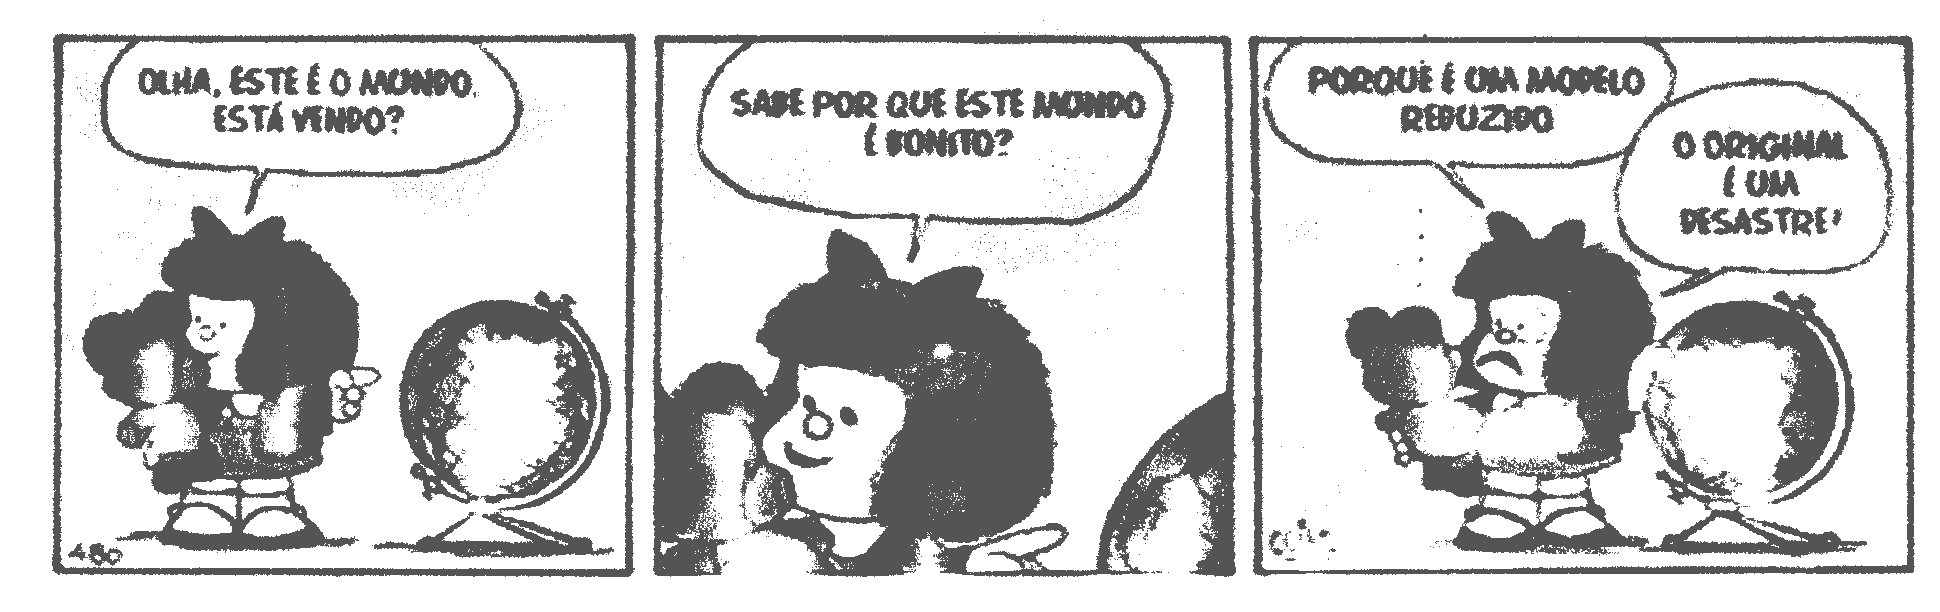 OLHA, ESTE É O MUNDO,
ESTÁ VENDO?
SABE POR QUE ESTE MUNDO
É BONITO?
PORQUE É UM MODELO
REDUZIDO
O ORIGINAL
É UM
DESASTRE!
480